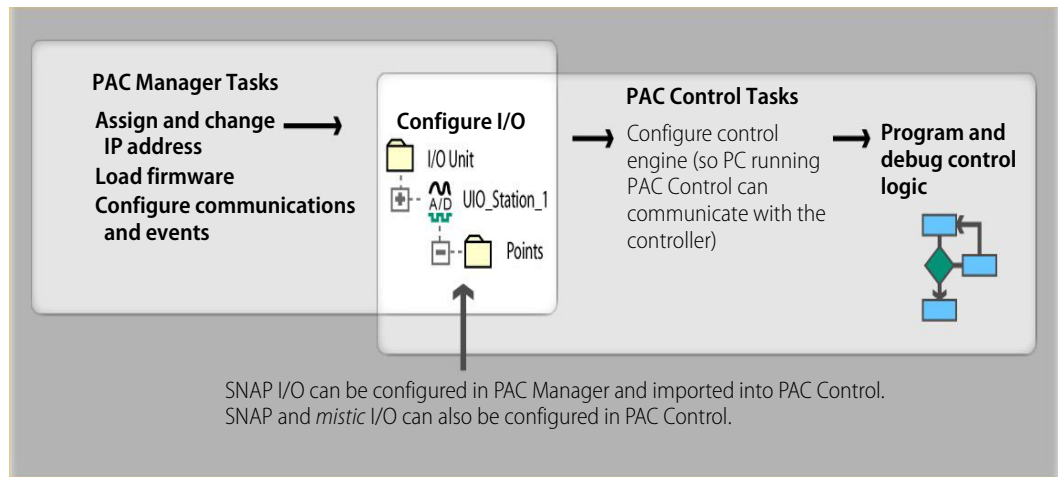 PAC Manager Tasks
Assign and change
IP address
Load firmware
Configure communications
and events
Configure I/O
I/O Unit
A/D UIO_Station_1
Points
PAC Control Tasks
Configure control
engine (so PC running
PAC Control can
communicate with the
controller)
Program and
debug control
logic
SNAP I/O can be configured in PAC Manager and imported into PAC Control.
SNAP and mistic I/O can also be configured in PAC Control.